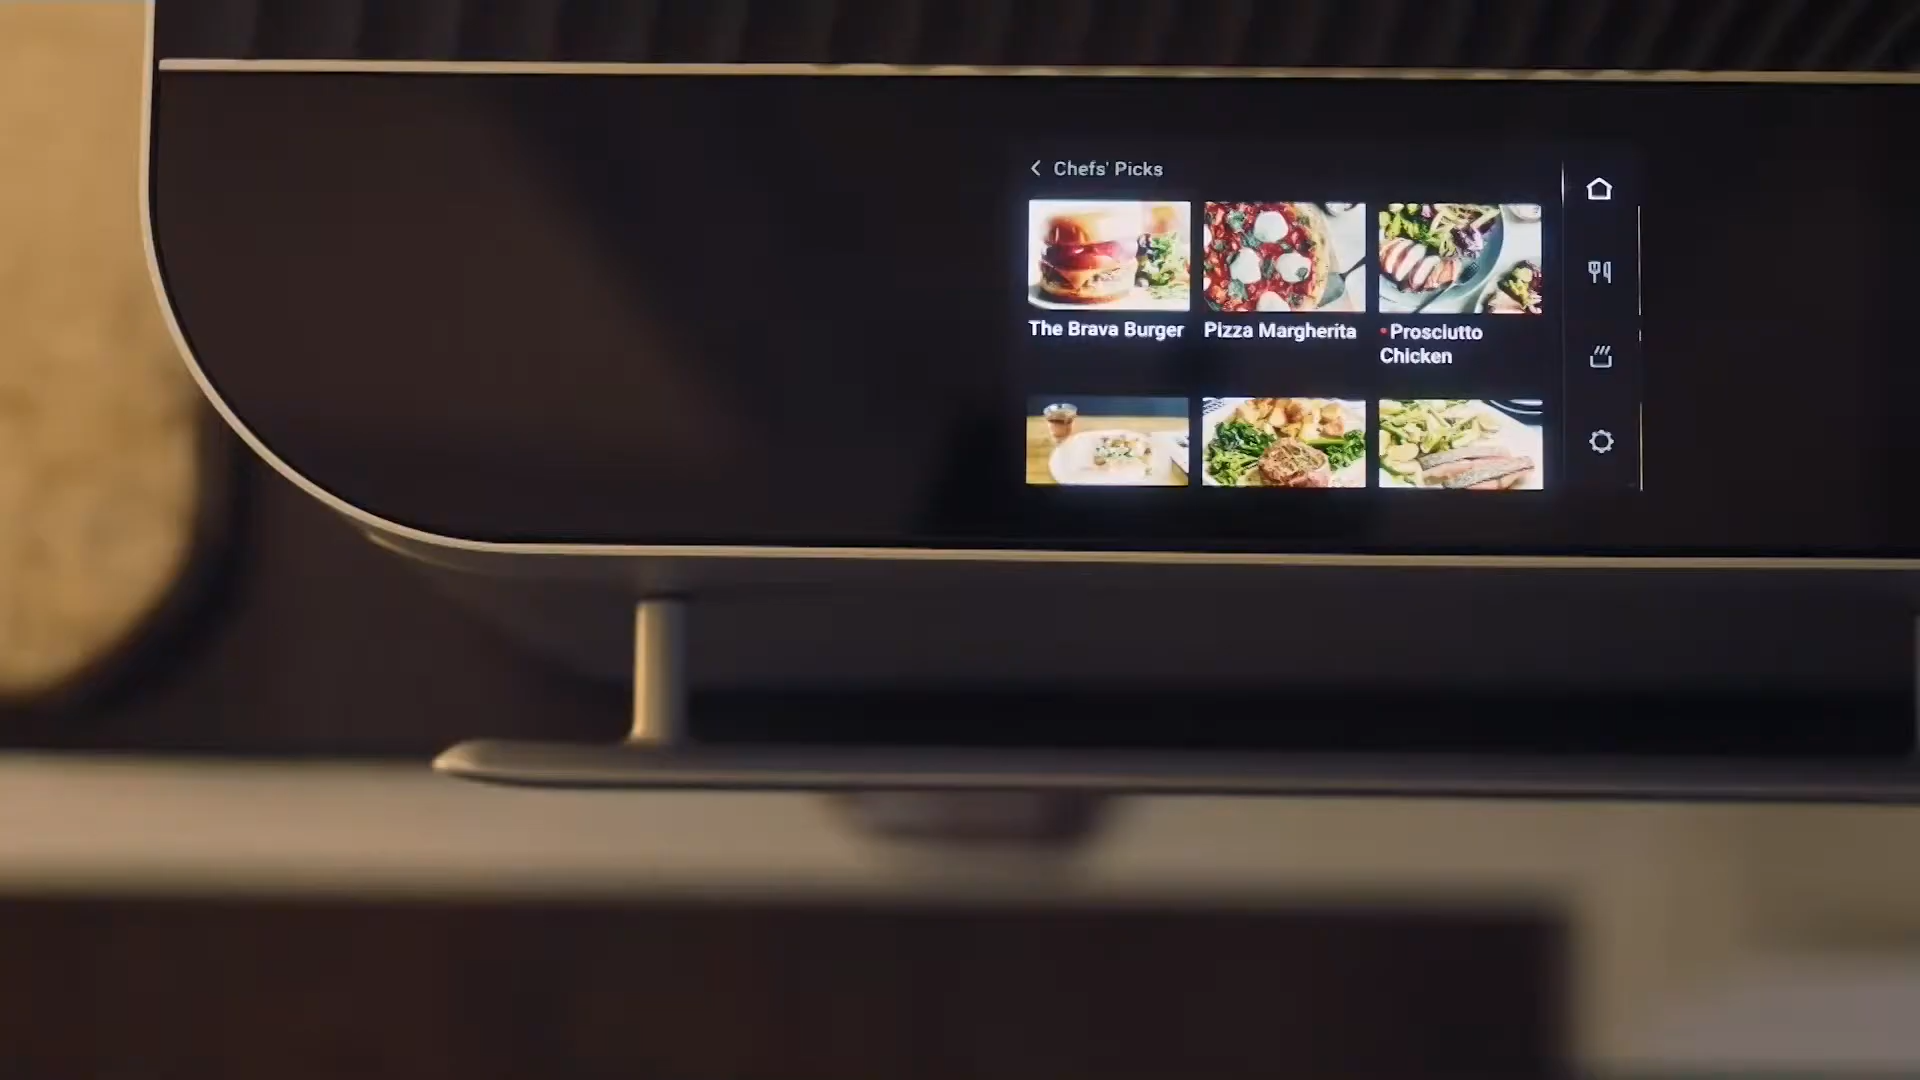 Chefs' Picks
The Brava Burger
Pizza Margherita
Prosciutto
Chicken